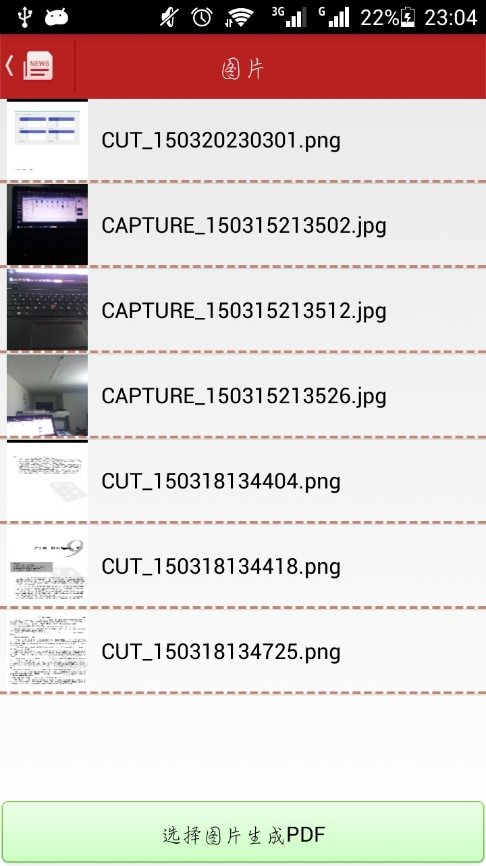 3G G 22% 23:04
NEWS 图片
CUT_150320230301.png
CAPTURE_150315213502.jpg
CAPTURE_150315213512.jpg
CAPTURE_150315213526.jpg
CUT_150318134404.png
CUT_150318134418.png
CUT_150318134725.png
选择图片生成PDF